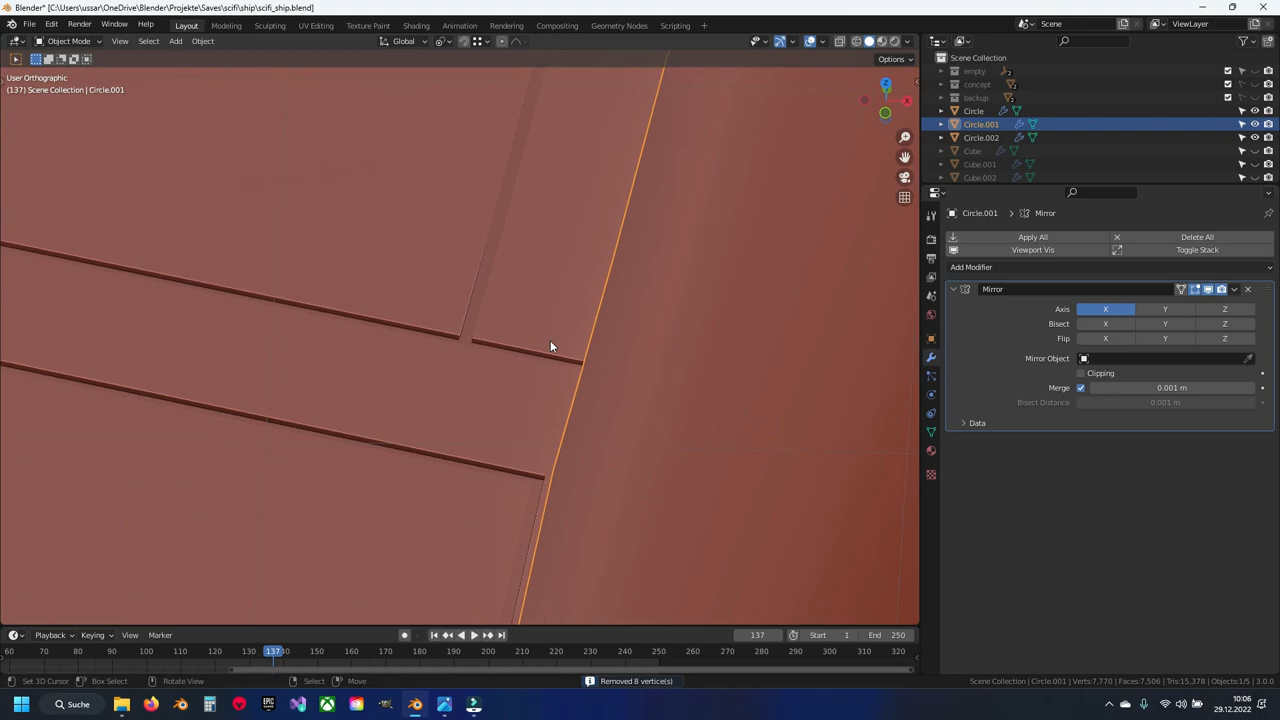 Blender* [C:\Users\ussar\OneDrive\Blender\Projekte\Saves\scifi\ship\scifi_ship.blend]
File Edit Render Window Help Layout Modeling Sculpting UV Editing Texture Paint Shading Animation Rendering Compositing Geometry Nodes Scripting + Scene ViewLayer
Object Mode View Select Add Object Global
Options
User Orthographic
(137) Scene Collection | Circle.001
Z
X
Scene Collection
empty 2
concept 2
backup 2
Circle
Circle.001
Circle.002
Cube
Cube.001
Cube.002
Circle.001 > Mirror
Apply All Delete All
Viewport Vis Toggle Stack
Add Modifier
Mirror
Axis X Y Z
Bisect X Y Z
Flip X Y Z
Mirror Object
Clipping
Merge 0.001 m
Bisect Distance 0.001 m
Data
Playback Keying View Marker 137 Start 1 End 250
60 70 80 90 100 110 120 130 137 40 150 160 170 180 190 200 210 220 230 240 250 260 270 280 290 300 310 320
Set 3D Cursor Box Select Rotate View Select Move Removed 8 vertice(s) Scene Collection | Circle.001 | Verts:7,770 | Faces:7,506 | Tris:15,378 | Objects:1/5 | 3.0.0
Suche
EPIC
10:06
29.12.2022